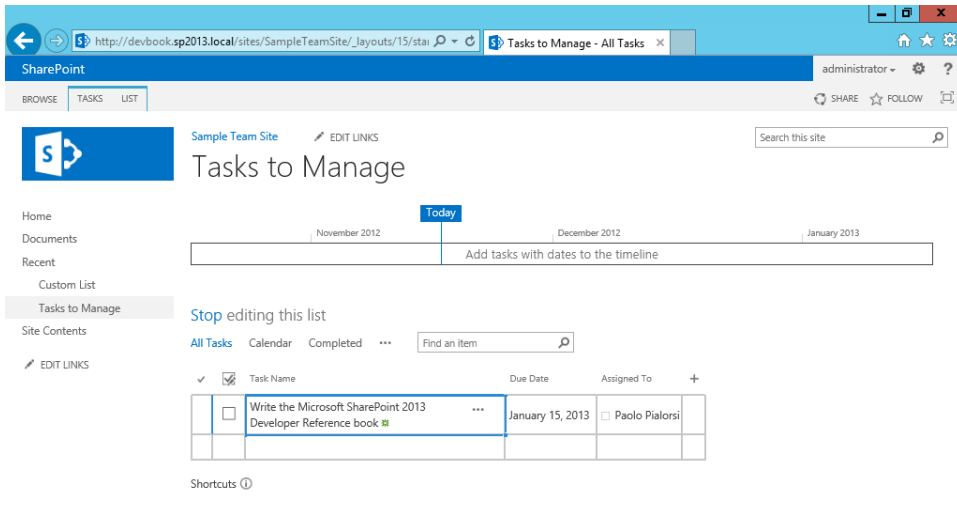 http://devbook.sp2013.local/sites/SampleTeamSite/_layouts/15/star
Tasks to Manage - All Tasks
SharePoint
administrator
?
BROWSE TASKS LIST
SHARE FOLLOW
S
Sample Team Site EDIT LINKS
Search this site
Tasks to Manage
Home
Documents
Recent
Custom List
Tasks to Manage
Site Contents
EDIT LINKS
Today
November 2012 December 2012 January 2013
Add tasks with dates to the timeline
Stop editing this list
All Tasks Calendar Completed ••• Find an item
Task Name Due Date Assigned To +
Write the Microsoft SharePoint 2013 ••• January 15, 2013 Paolo Pialorsi
Developer Reference book
Shortcuts